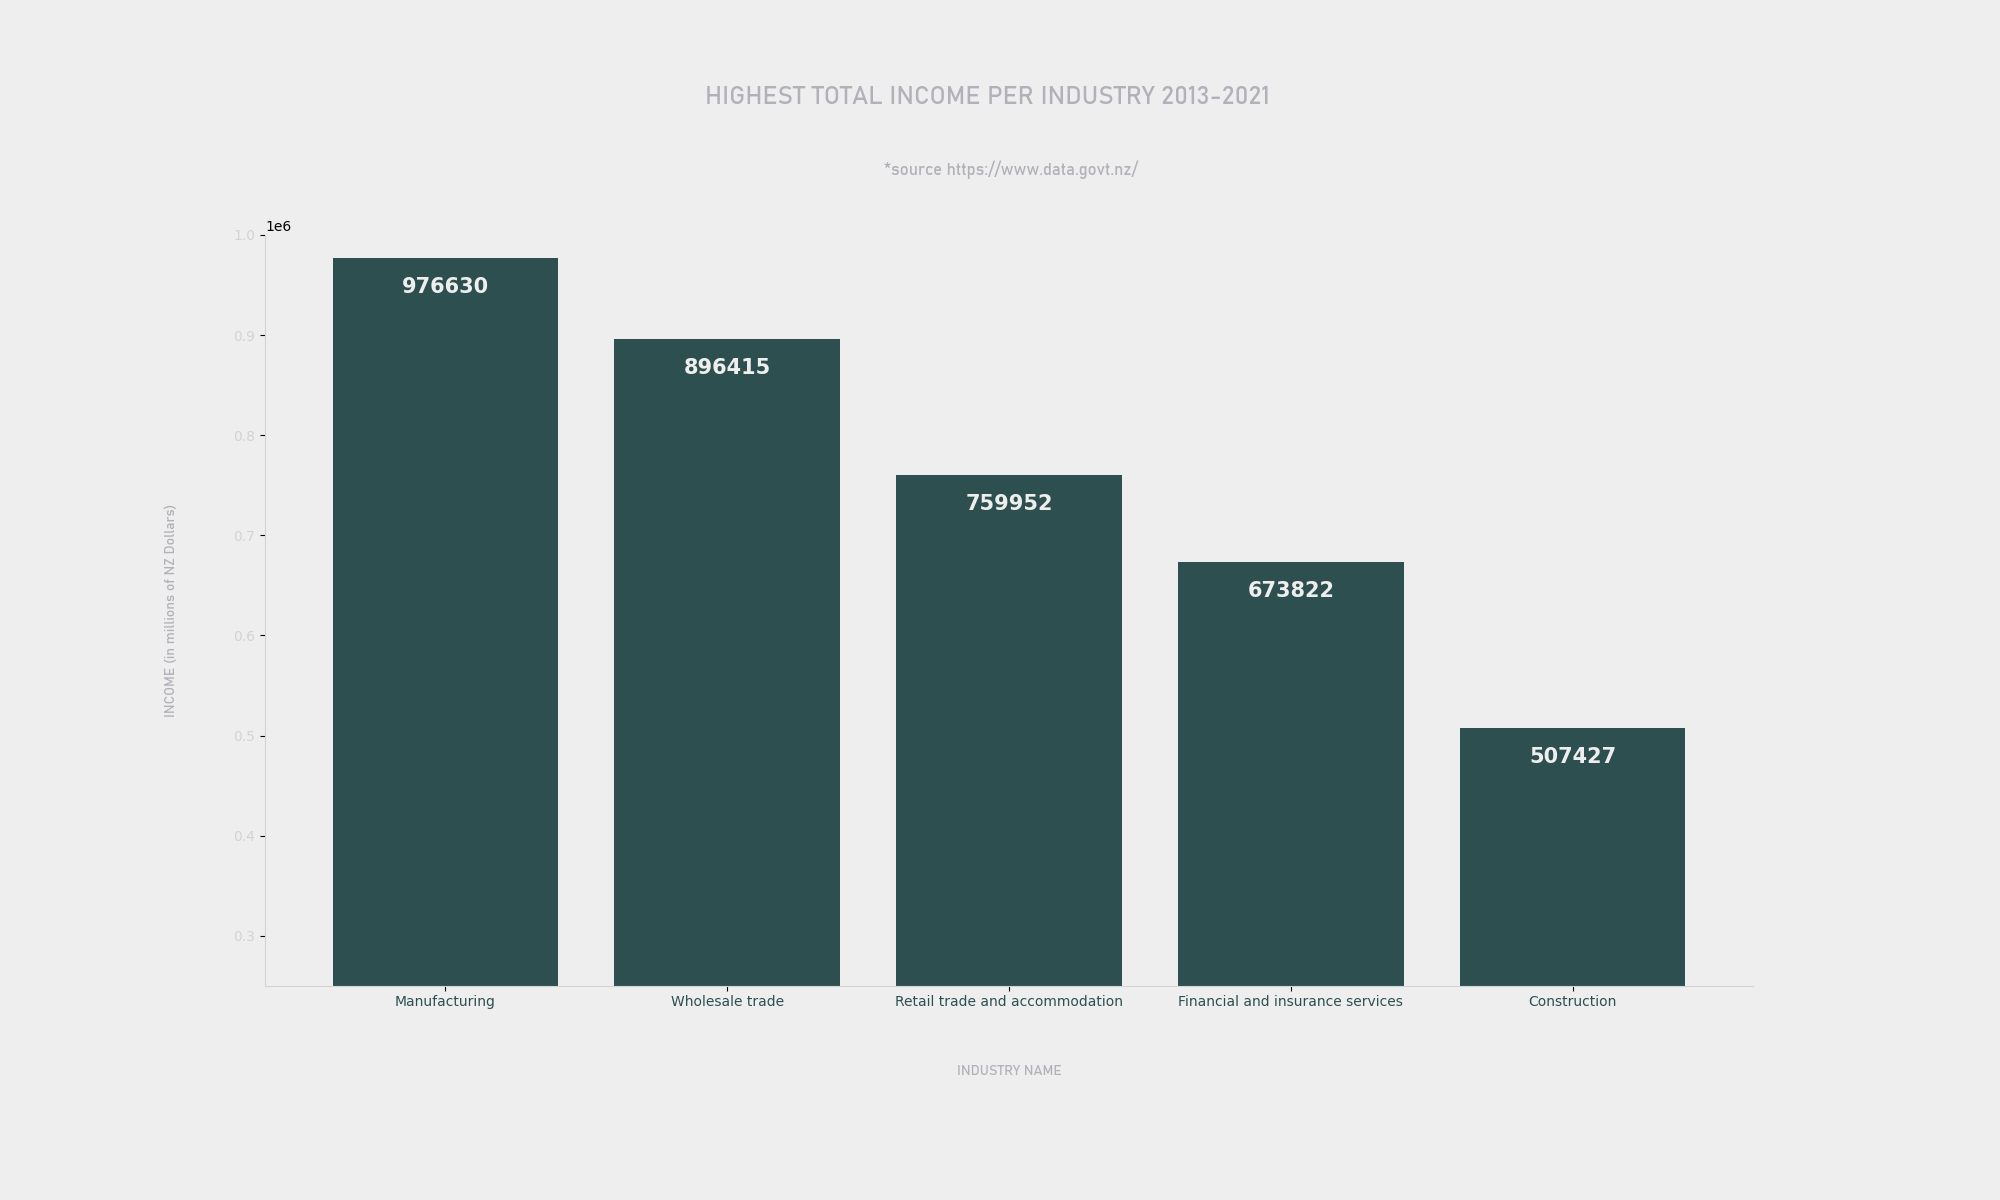 HIGHEST TOTAL INCOME PER INDUSTRY 2013-2021
*source https://www.data.govt.nz/
1e6
1.0
0.9
0.8
0.7
0.6
0.5
0.4
0.3
INCOME (in millions of NZ Dollars)
976630
896415
759952
673822
507427
Manufacturing
Wholesale trade
Retail trade and accommodation
Financial and insurance services
Construction
INDUSTRY NAME